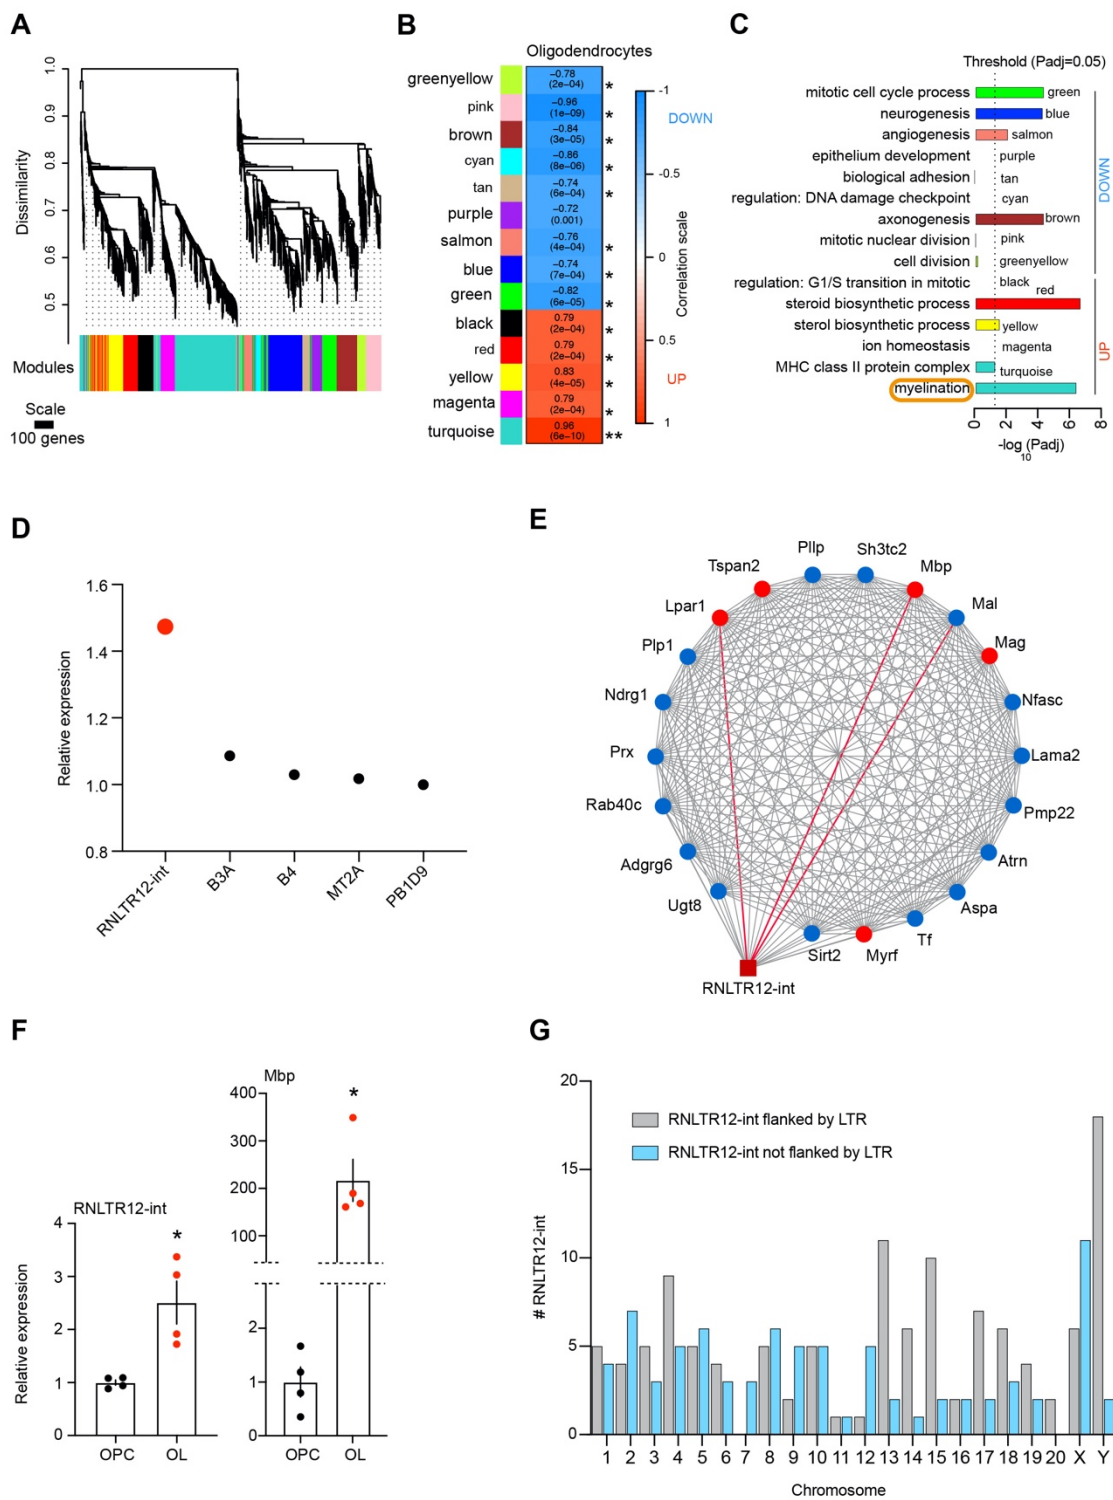 A
Dissimilarity
1.0
0.9
0.8
0.7
0.6
0.5
Modules
Scale
100 genes
B
Oligodendrocytes
greenyellow -0.78 (2e-04) *
pink -0.96 (1e-09) *
brown -0.84 (3e-05) *
cyan -0.86 (8e-06) *
tan -0.74 (6e-04) *
purple -0.72 (0.001)
salmon -0.76 (4e-04) *
blue -0.74 (7e-04) *
green -0.82 (6e-05) *
black 0.79 (2e-04) *
red 0.79 (2e-04) *
yellow 0.83 (4e-05) *
magenta 0.79 (2e-04) *
turquoise 0.96 (6e-10) **
DOWN
UP
-1
-0.5
0
0.5
1
Correlation scale
C
Threshold (Padj=0.05)
mitotic cell cycle process green
neurogenesis blue
angiogenesis salmon
epithelium development purple
biological adhesion tan
regulation: DNA damage checkpoint cyan
axonogenesis brown
mitotic nuclear division pink
cell division greenyellow
regulation: G1/S transition in mitotic black
steroid biosynthetic process red
sterol biosynthetic process yellow
ion homeostasis magenta
MHC class II protein complex turquoise
myelination
DOWN
UP
0 2 4 6 8
-log10 (Padj)
D
Relative expression
1.6
1.4
1.2
1.0
0.8
RNLTR12-int
B3A
B4
MT2A
PB1D9
E
Pllp
Sh3tc2
Mbp
Mal
Mag
Nfasc
Lama2
Pmp22
Atrn
Aspa
Tf
Myrf
Sirt2
RNLTR12-int
Ugt8
Adgrg6
Rab40c
Prx
Ndrg1
Plp1
Lpar1
Tspan2
F
RNLTR12-int
Relative expression
4
3
2
1
0
*
OPC OL
Mbp
400
300
200
100
2
1
0
*
OPC OL
G
# RNLTR12-int
20
15
10
5
0
RNLTR12-int flanked by LTR
RNLTR12-int not flanked by LTR
1 2 3 4 5 6 7 8 9 10 11 12 13 14 15 16 17 18 19 20 X Y
Chromosome